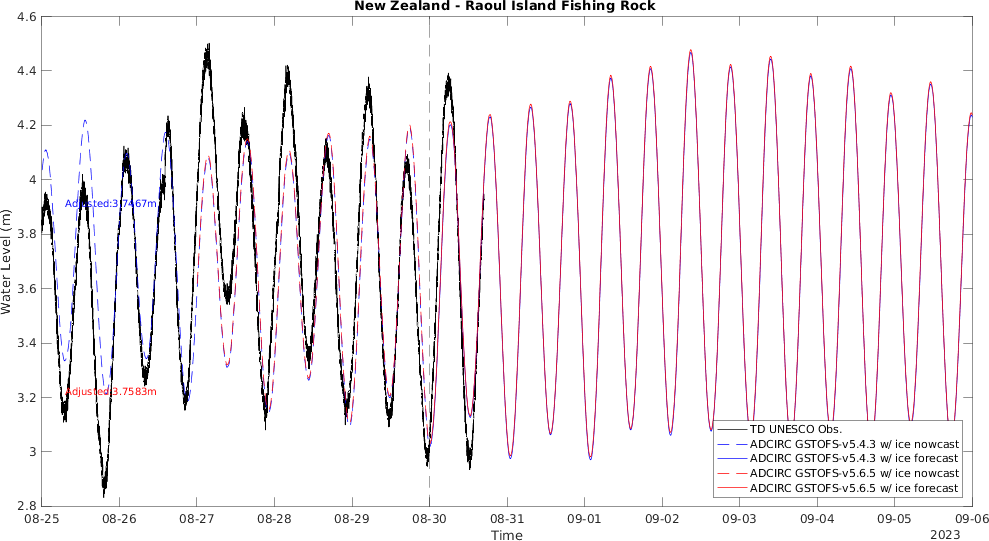 New Zealand - Raoul Island Fishing Rock
4.6
4.4
4.2
4
3.8
3.6
3.4
3.2
3
2.8
Water Level (m)
Adjusted:3.7467m
Adjusted:3.7583m
TD UNESCO Obs.
ADCIRC GSTOFS-v5.4.3 w/ ice nowcast
ADCIRC GSTOFS-v5.4.3 w/ ice forecast
ADCIRC GSTOFS-v5.6.5 w/ ice nowcast
ADCIRC GSTOFS-v5.6.5 w/ ice forecast
08-25 08-26 08-27 08-28 08-29 08-30 08-31 09-01 09-02 09-03 09-04 09-05 09-06
Time
2023